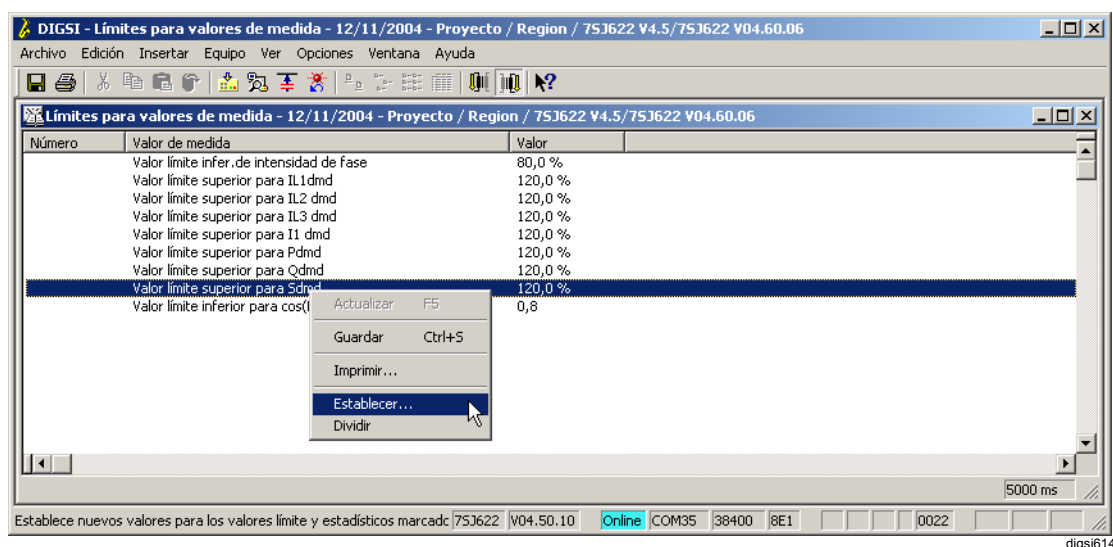 DIGSI - Límites para valores de medida - 12/11/2004 - Proyecto / Region / 7SJ622 V4.5/7SJ622 V04.60.06
Archivo Edición Insertar Equipo Ver Opciones Ventana Ayuda
Límites para valores de medida - 12/11/2004 - Proyecto / Region / 7SJ622 V4.5/7SJ622 V04.60.06
Número Valor de medida Valor
Valor límite infer.de intensidad de fase 80,0 %
Valor límite superior para IL1dmd 120,0 %
Valor límite superior para IL2 dmd 120,0 %
Valor límite superior para IL3 dmd 120,0 %
Valor límite superior para I1 dmd 120,0 %
Valor límite superior para Pdmd 120,0 %
Valor límite superior para Qdmd 120,0 %
Valor límite superior para Sdmd 120,0 %
Valor límite inferior para cos( 0,8
Actualizar F5
Guardar Ctrl+S
Imprimir...
Establecer...
Dividir
5000 ms
Establece nuevos valores para los valores límite y estadísticos marcadc 7SJ622 V04.50.10 Online COM35 38400 8E1 0022
digsi614